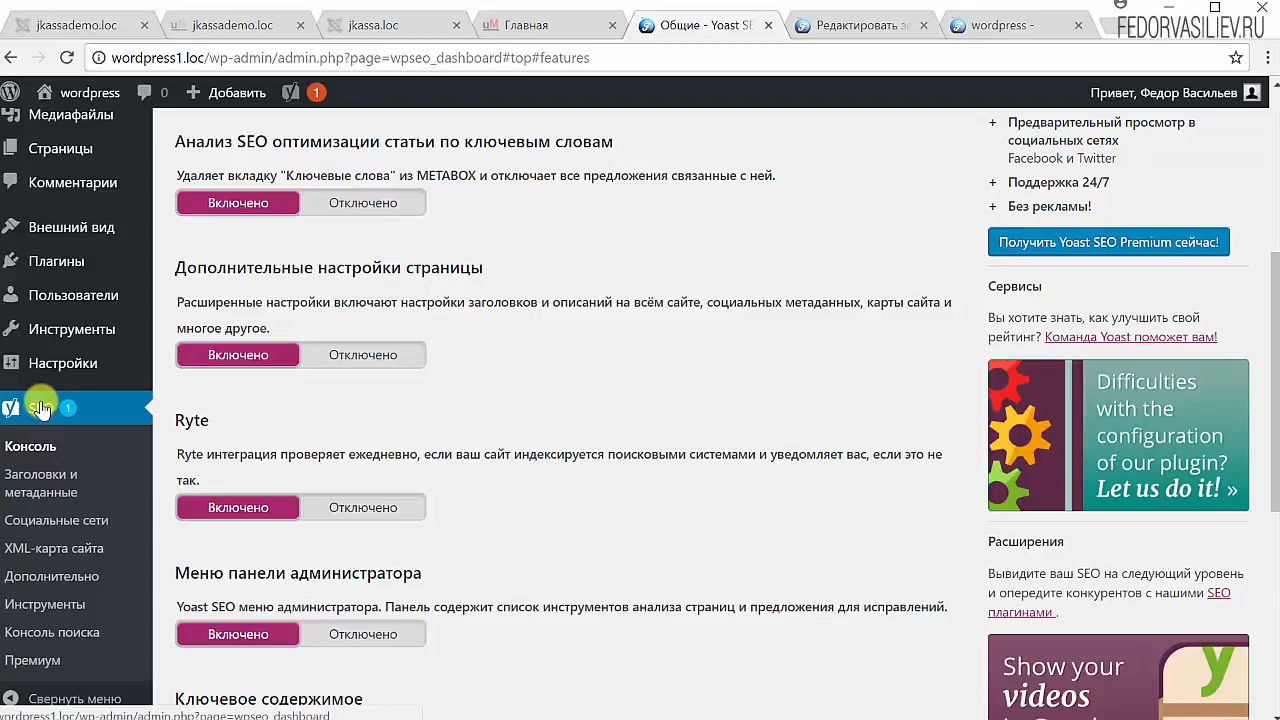 jkassademo.loc
jkassademo.loc
jkassa.loc
Главная
Общие - Yoast SE
Редактировать за
wordpress -
FEDORVASILIEV.RU
wordpress1.loc/wp-admin/admin.php?page=wpseo_dashboard#top#features
wordpress
0
Добавить
1
Привет, Федор Васильев
Медиафайлы
Страницы
Комментарии
Внешний вид
Плагины
Пользователи
Инструменты
Настройки
1
Консоль
Заголовки и
метаданные
Социальные сети
XML-карта сайта
Дополнительно
Инструменты
Консоль поиска
Премиум
Свернуть меню
wordpress1.loc/wp-admin/admin.php?page=wpseo_dashboard
Анализ SEO оптимизации статьи по ключевым словам
Удаляет вкладку "Ключевые слова" из METABOX и отключает все предложения связанные с ней.
Включено Отключено
Дополнительные настройки страницы
Расширенные настройки включают настройки заголовков и описаний на всём сайте, социальных метаданных, карты сайта и
многое другое.
Включено Отключено
Ryte
Ryte интеграция проверяет ежедневно, если ваш сайт индексируется поисковыми системами и уведомляет вас, если это не
так.
Включено Отключено
Меню панели администратора
Yoast SEO меню администратора. Панель содержит список инструментов анализа страниц и предложения для исправлений.
Включено Отключено
Ключевое содержимое
+ Предварительный просмотр в
социальных сетях
Facebook и Twitter
+ Поддержка 24/7
+ Без рекламы!
Получить Yoast SEO Premium сейчас!
Сервисы
Вы хотите знать, как улучшить свой
рейтинг? Команда Yoast поможет вам!
Difficulties
with the
configuration
of our plugin?
Let us do it! »
Расширения
Выведите ваш SEO на следующий уровень
и опередите конкурентов с нашими SEO
плагинами .
Show your
videos